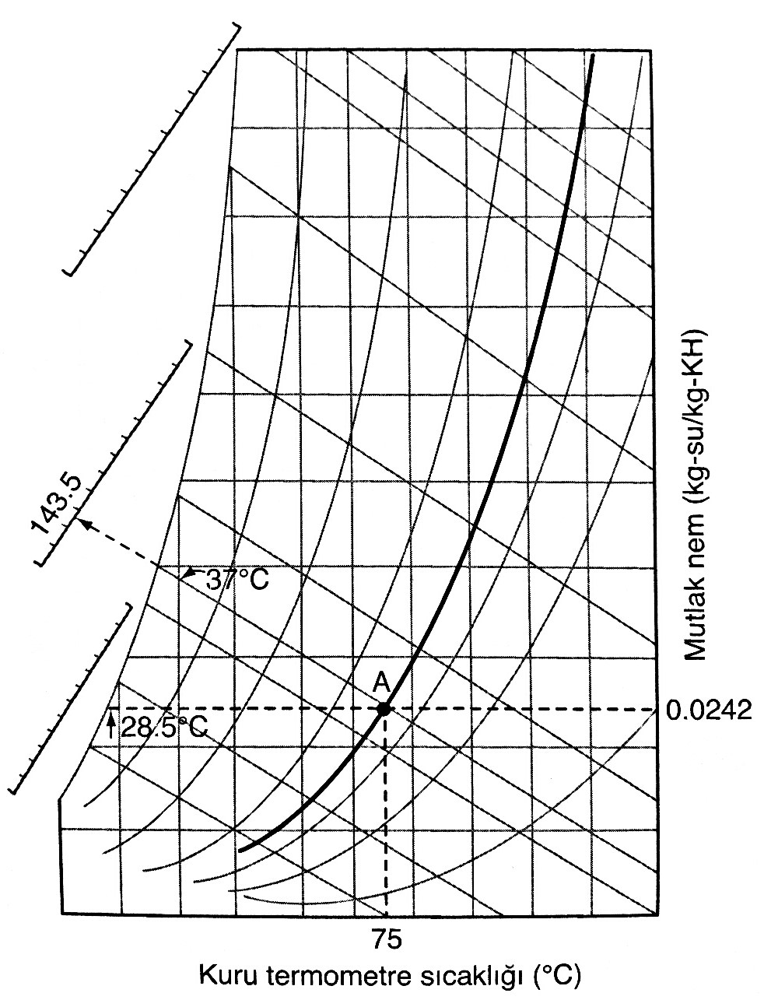 143.5
37°C
A
28.5°C
0.0242
75
Kuru termometre sıcaklığı (°C)
Mutlak nem (kg-su/kg-KH)